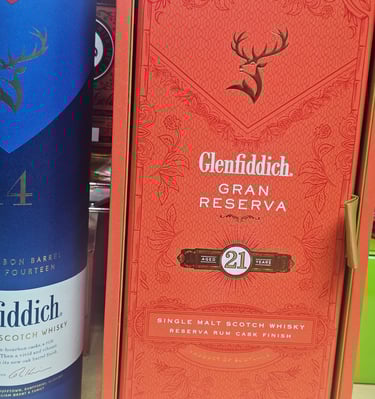 4
BON BARREL
FOURTEEN
fiddich
SCOTCH WHISKY
Glenfiddich
GRAN
RESERVA
AGED 21 YEARS
SINGLE MALT SCOTCH WHISKY
RESERVA RUM CASK FINISH